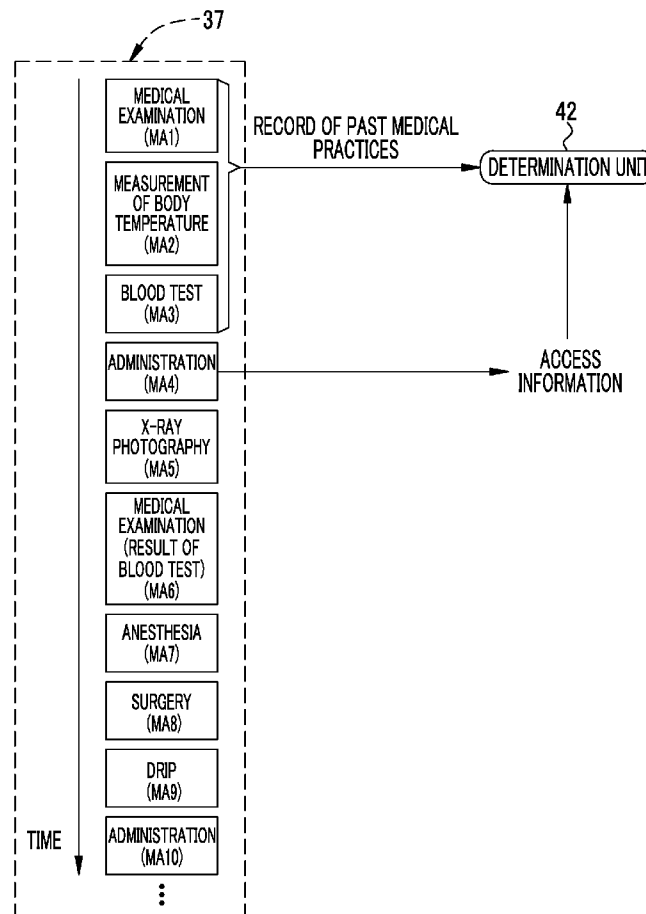 37
MEDICAL
EXAMINATION
(MA1)
RECORD OF PAST MEDICAL
PRACTICES
42
DETERMINATION UNIT
MEASUREMENT
OF BODY
TEMPERATURE
(MA2)
BLOOD TEST
(MA3)
ADMINISTRATION
(MA4)
ACCESS
INFORMATION
X-RAY
PHOTOGRAPHY
(MA5)
MEDICAL
EXAMINATION
(RESULT OF
BLOOD TEST)
(MA6)
ANESTHESIA
(MA7)
SURGERY
(MA8)
DRIP
(MA9)
TIME
ADMINISTRATION
(MA10)